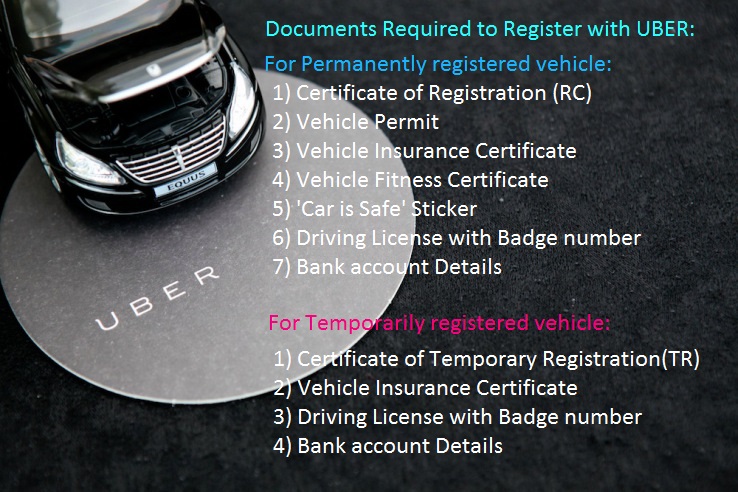 Documents Required to Register with UBER:
For Permanently registered vehicle:
1) Certificate of Registration (RC)
2) Vehicle Permit
3) Vehicle Insurance Certificate
4) Vehicle Fitness Certificate
5) 'Car is Safe' Sticker
6) Driving License with Badge number
7) Bank account Details
For Temporarily registered vehicle:
1) Certificate of Temporary Registration(TR)
2) Vehicle Insurance Certificate
3) Driving License with Badge number
4) Bank account Details
EQUUS
UBER